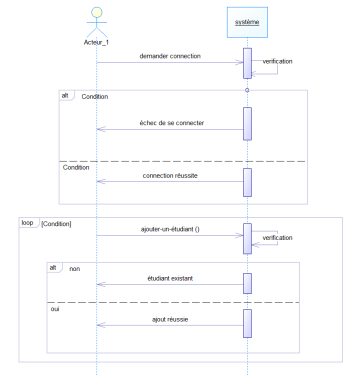 système
Acteur_1
demander connection
verification
alt
Condition
échec de se connecter
Condition
connection réussite
loop
[Condition]
ajouter-un-étudiant ()
verification
alt
non
étudiant existant
oui
ajout réussie